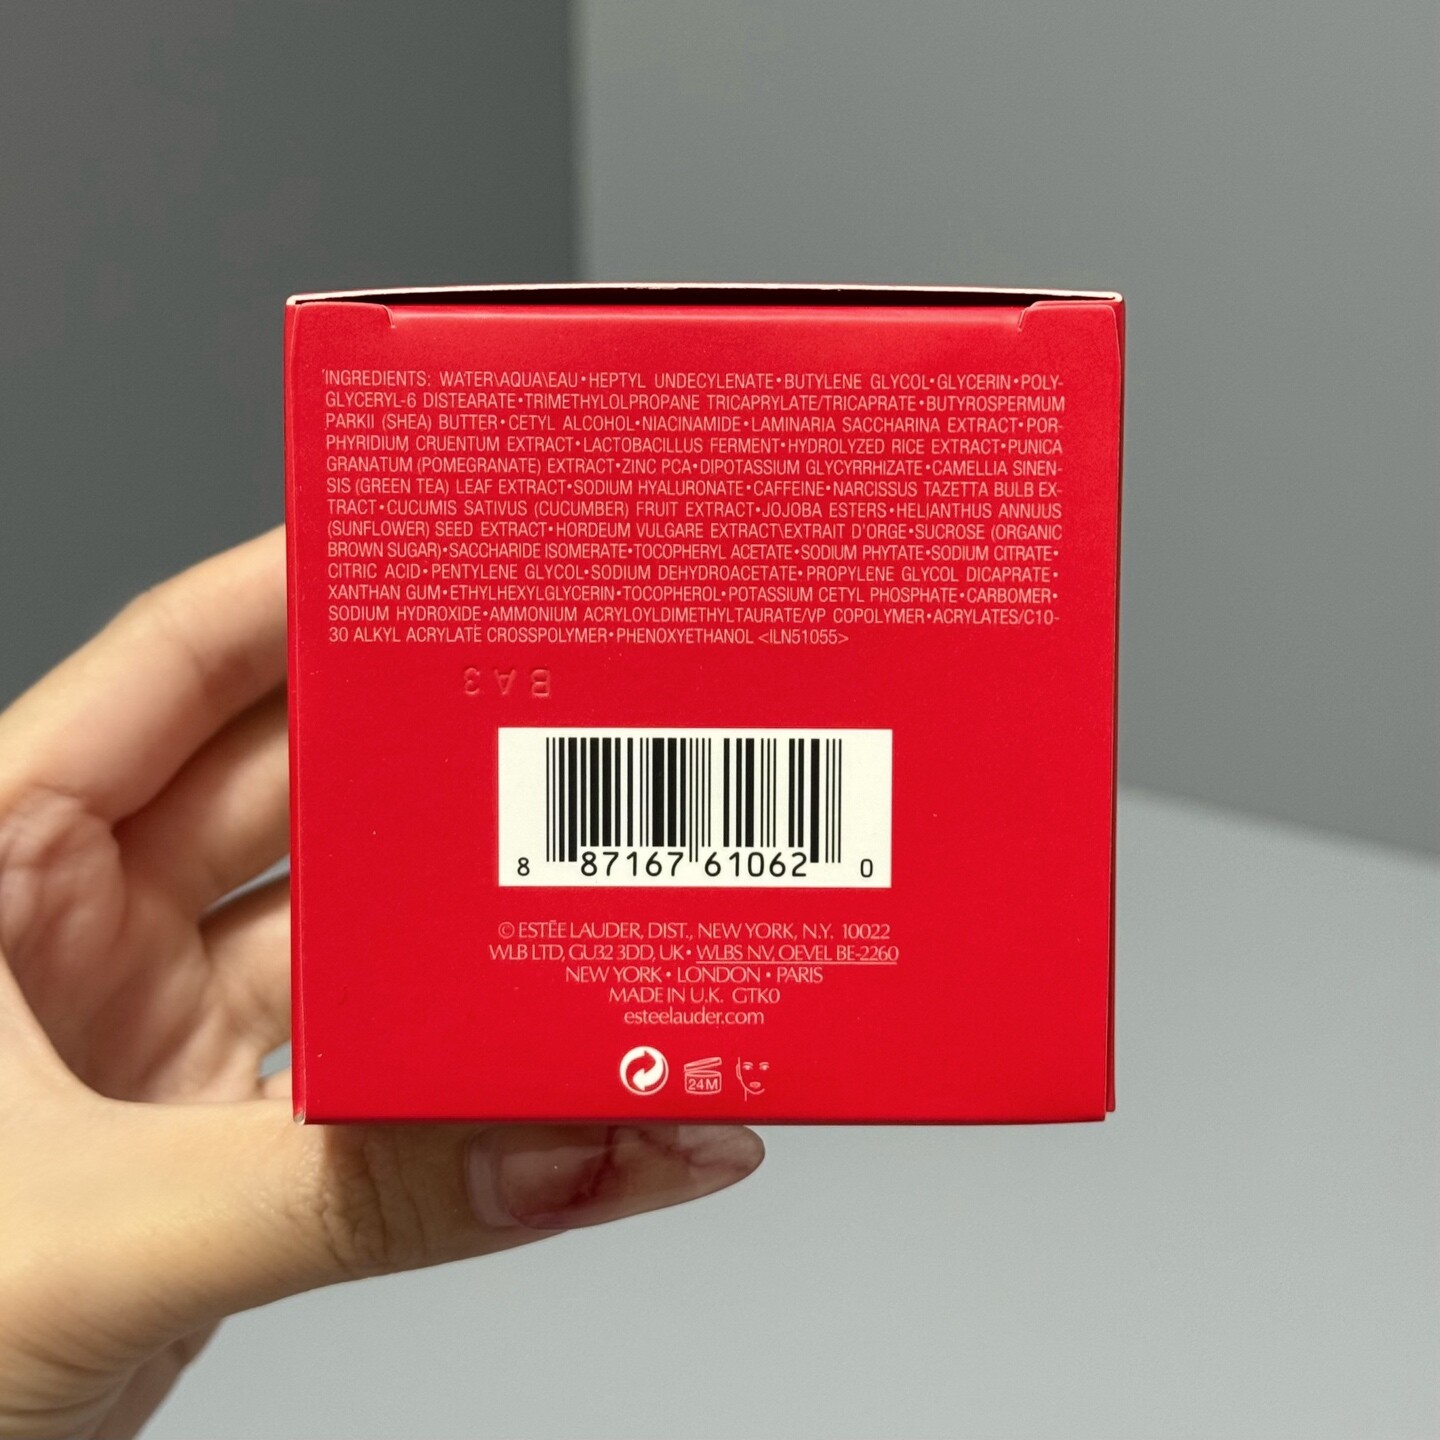 INGREDIENTS: WATER\AQUA\EAU•HEPTYL UNDECYLENATE•BUTYLENE GLYCOL•GLYCERIN•POLY-
GLYCERYL-6 DISTEARATE•TRIMETHYLOLPROPANE TRICAPRYLATE/TRICAPRATE•BUTYROSPERMUM
PARKII (SHEA) BUTTER•CETYL ALCOHOL•NIACINAMIDE•LAMINARIA SACCHARINA EXTRACT•POR-
PHYRIDIUM CRUENTUM EXTRACT•LACTOBACILLUS FERMENT•HYDROLYZED RICE EXTRACT•PUNICA
GRANATUM (POMEGRANATE) EXTRACT•ZINC PCA•DIPOTASSIUM GLYCYRRHIZATE•CAMELLIA SINEN-
SIS (GREEN TEA) LEAF EXTRACT•SODIUM HYALURONATE•CAFFEINE•NARCISSUS TAZETTA BULB EX-
TRACT•CUCUMIS SATIVUS (CUCUMBER) FRUIT EXTRACT•JOJOBA ESTERS•HELIANTHUS ANNUUS
(SUNFLOWER) SEED EXTRACT•HORDEUM VULGARE EXTRACT\EXTRAIT D'ORGE•SUCROSE (ORGANIC
BROWN SUGAR)•SACCHARIDE ISOMERATE•TOCOPHERYL ACETATE•SODIUM PHYTATE•SODIUM CITRATE•
CITRIC ACID•PENTYLENE GLYCOL•SODIUM DEHYDROACETATE•PROPYLENE GLYCOL DICAPRATE•
XANTHAN GUM•ETHYLHEXYLGLYCERIN•TOCOPHEROL•POTASSIUM CETYL PHOSPHATE•CARBOMER•
SODIUM HYDROXIDE•AMMONIUM ACRYLOYLDIMETHYLTAURATE/VP COPOLYMER•ACRYLATES/C10-
30 ALKYL ACRYLATE CROSSPOLYMER•PHENOXYETHANOL <ILN51055>
BA3
8 87167 61062 0
© ESTĒE LAUDER, DIST., NEW YORK, N.Y. 10022
WLB LTD, GU32 3DD, UK • WLBS NV, OEVEL BE-2260
NEW YORK • LONDON • PARIS
MADE IN U.K. GTK0
esteelauder.com
24M